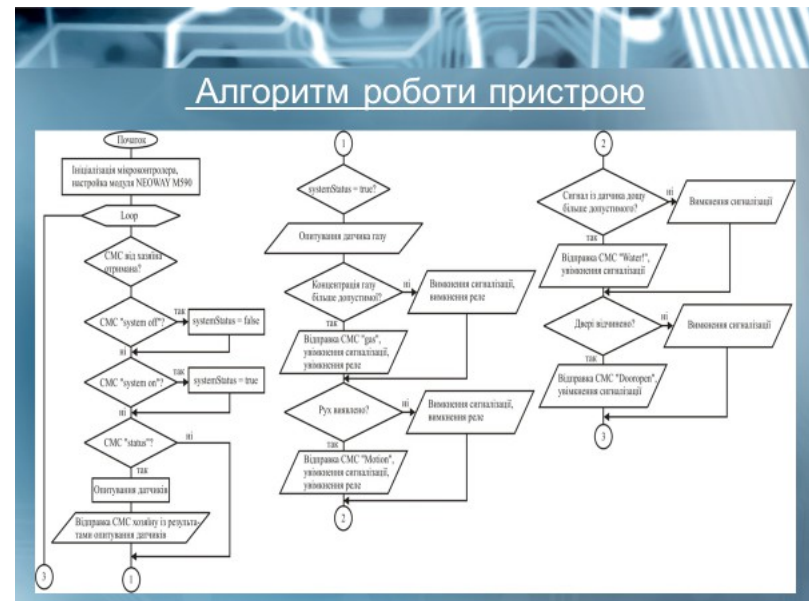 Алгоритм роботи пристрою
Початок
Ініціалізація мікроконтролера,
настройка модуля NEOWAY M590
Loop
СМС від хазяїна
отримана?
СМС "system off"?
так
systemStatus = false
ні
СМС "system on"?
так
systemStatus = true
ні
СМС "status"?
ні
так
Опитування датчиків
Відправка СМС хозяїну із результа-
тами опитування датчиків
3
1
1
systemStatus = true?
Опитування датчика газу
Концентрація газу
більше допустимої?
ні
Вимкнення сигналізації,
вимкнення реле
так
Відправка СМС "gas",
увімкнення сигналізації,
увімкнення реле
Рух виявлено?
ні
Вимкнення сигналізації,
вимкнення реле
так
Відправка СМС "Motion",
увімкнення сигналізації,
увімкнення реле
2
2
Сигнал із датчика дощу
більше допустимого?
ні
Вимкнення сигналізації
так
Відправка СМС "Water!",
увімкнення сигналізації
Двері відчинено?
ні
Вимкнення сигналізації
так
Відправка СМС "Dooropen",
увімкнення сигналізації
3